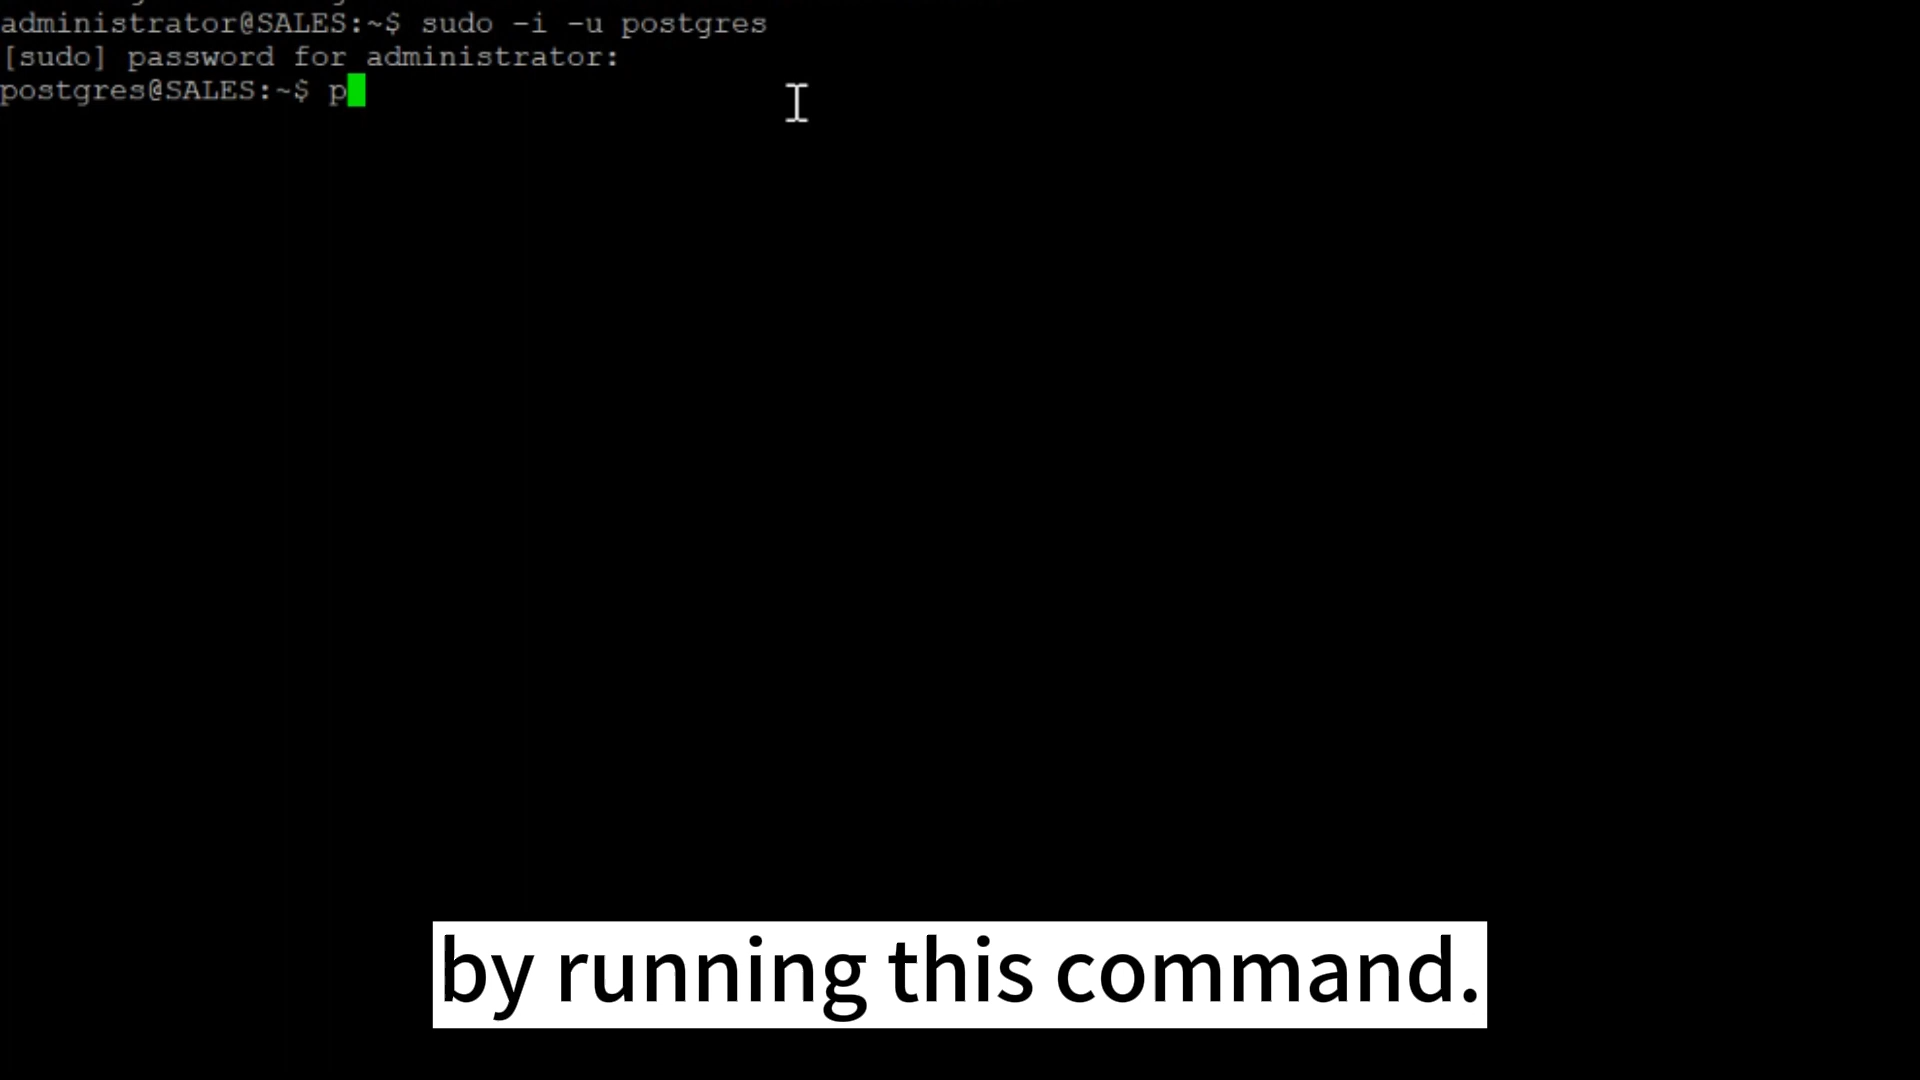 administrator@SALES:~$ sudo -i -u postgres
[sudo] password for administrator:
postgres@SALES:~$ p
by running this command.